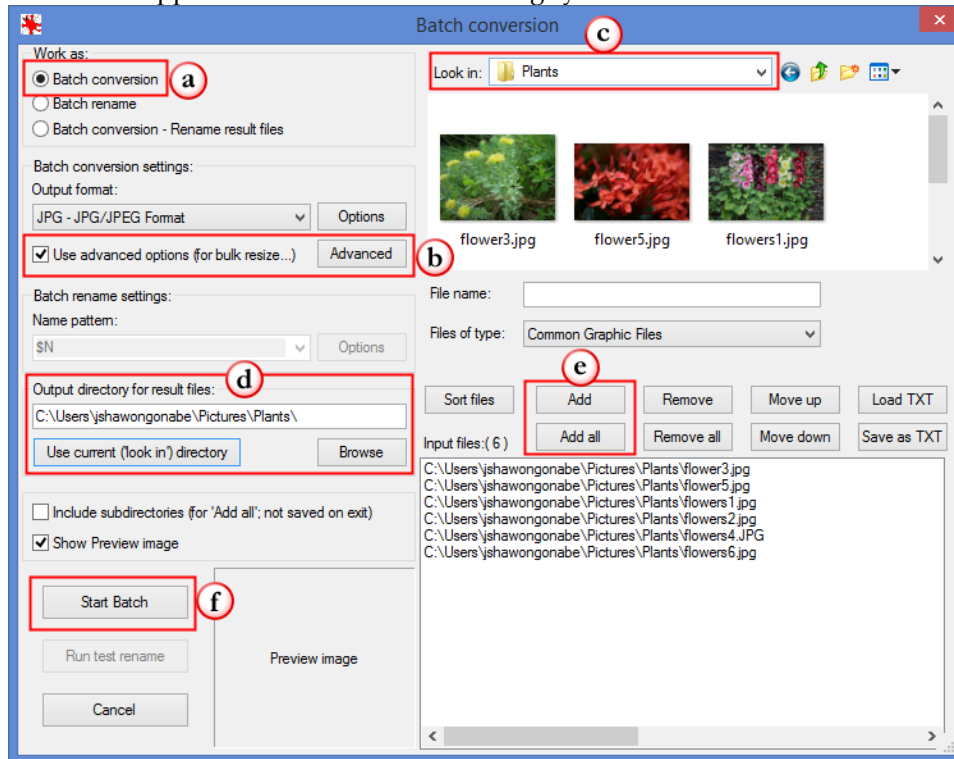 Batch conversion
Work as:
Batch conversion
a
Batch rename
Batch conversion - Rename result files
Batch conversion settings:
Output format:
JPG - JPG/JPEG Format
Options
Use advanced options (for bulk resize...)
Advanced
b
Batch rename settings:
Name pattern:
$N
Options
d
Output directory for result files:
C:\Users\jshawongonabe\Pictures\Plants\
Use current ('look in') directory
Browse
Include subdirectories (for 'Add all'; not saved on exit)
Show Preview image
Start Batch
f
Run test rename
Cancel
Preview image
c
Look in:
Plants
flower3.jpg
flower5.jpg
flowers1.jpg
File name:
Files of type:
Common Graphic Files
e
Sort files
Add
Remove
Move up
Load TXT
Input files:( 6 )
Add all
Remove all
Move down
Save as TXT
C:\Users\jshawongonabe\Pictures\Plants\flower3.jpg
C:\Users\jshawongonabe\Pictures\Plants\flower5.jpg
C:\Users\jshawongonabe\Pictures\Plants\flowers1.jpg
C:\Users\jshawongonabe\Pictures\Plants\flowers2.jpg
C:\Users\jshawongonabe\Pictures\Plants\flowers4.JPG
C:\Users\jshawongonabe\Pictures\Plants\flowers6.jpg